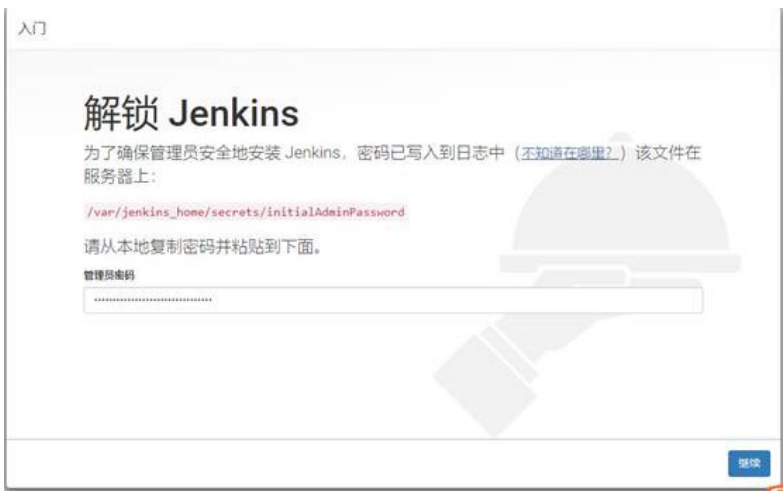 入门
解锁 Jenkins
为了确保管理员安全地安装 Jenkins，密码已写入到日志中（不知道在哪里？）该文件在
服务器上：
/var/jenkins_home/secrets/initialAdminPassword
请从本地复制密码并粘贴到下面。
管理员密码
继续